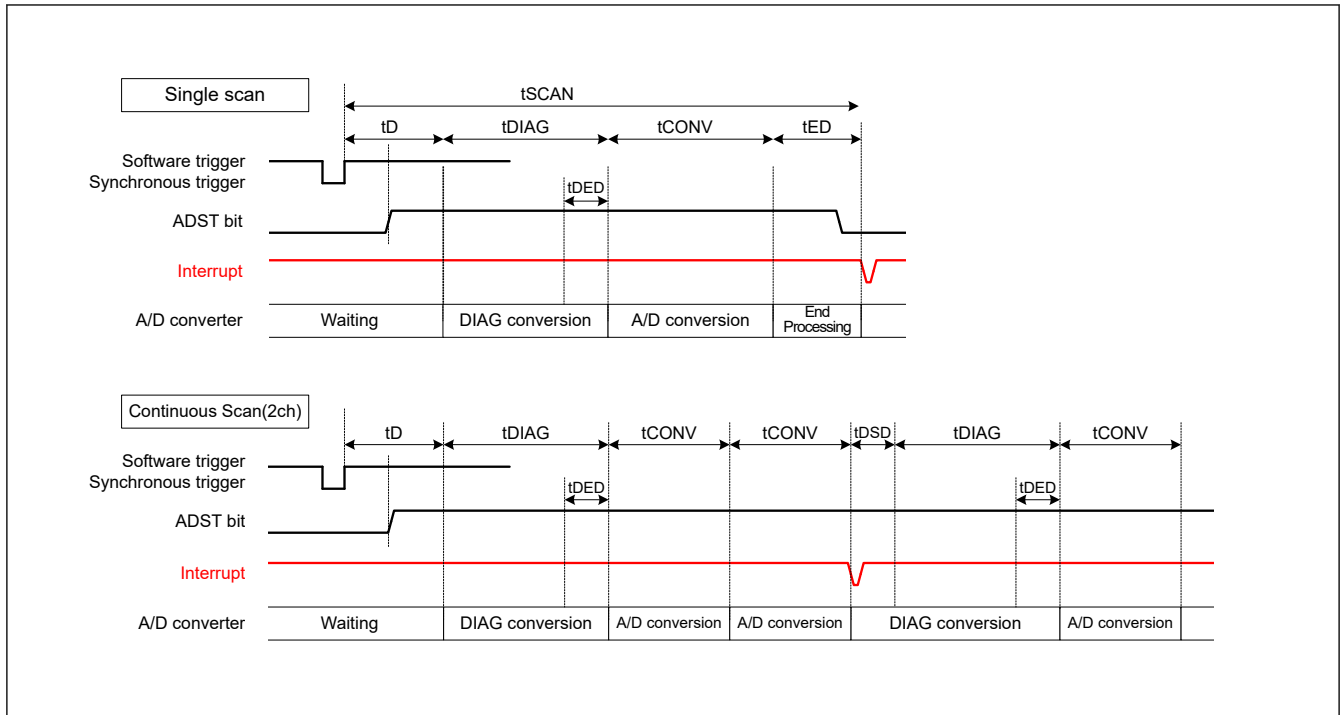 Single scan
tSCAN
tD tDIAG tCONV tED
Software trigger
Synchronous trigger
tDED
ADST bit
Interrupt
A/D converter Waiting DIAG conversion A/D conversion End
Processing
Continuous Scan(2ch)
tD tDIAG tCONV tCONV tDSD tDIAG tCONV
Software trigger
Synchronous trigger
tDED tDED
ADST bit
Interrupt
A/D converter Waiting DIAG conversion A/D conversion A/D conversion DIAG conversion A/D conversion